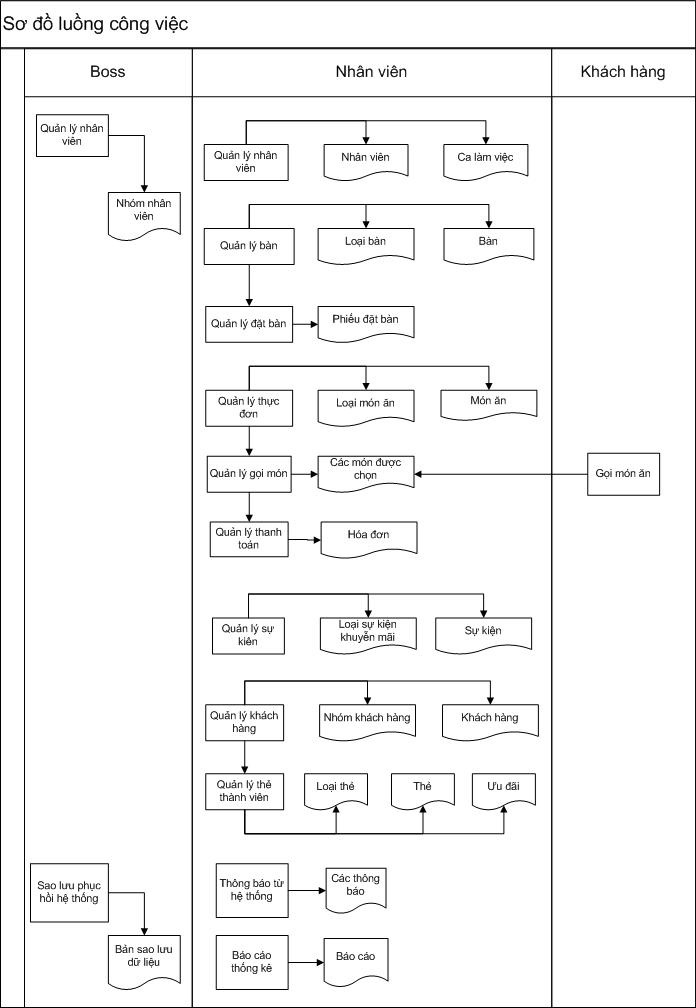 Sơ đồ luồng công việc
Boss
Nhân viên
Khách hàng
Quản lý nhân
viên
Nhóm nhân
viên
Quản lý nhân
viên
Nhân viên
Ca làm việc
Quản lý bàn
Loại bàn
Bàn
Quản lý đặt bàn
Phiếu đặt bàn
Quản lý thực
đơn
Loại món ăn
Món ăn
Quản lý gọi món
Các món được
chọn
Gọi món ăn
Quản lý thanh
toán
Hóa đơn
Quản lý sự
kiên
Loại sự kiện
khuyễn mãi
Sự kiện
Quản lý khách
hàng
Nhóm khách hàng
Khách hàng
Quản lý thẻ
thành viên
Loại thẻ
Thẻ
Ưu đãi
Sao lưu phục
hồi hệ thống
Bản sao lưu
dữ liệu
Thông báo từ
hệ thống
Các thông
báo
Báo cáo
thống kê
Báo cáo